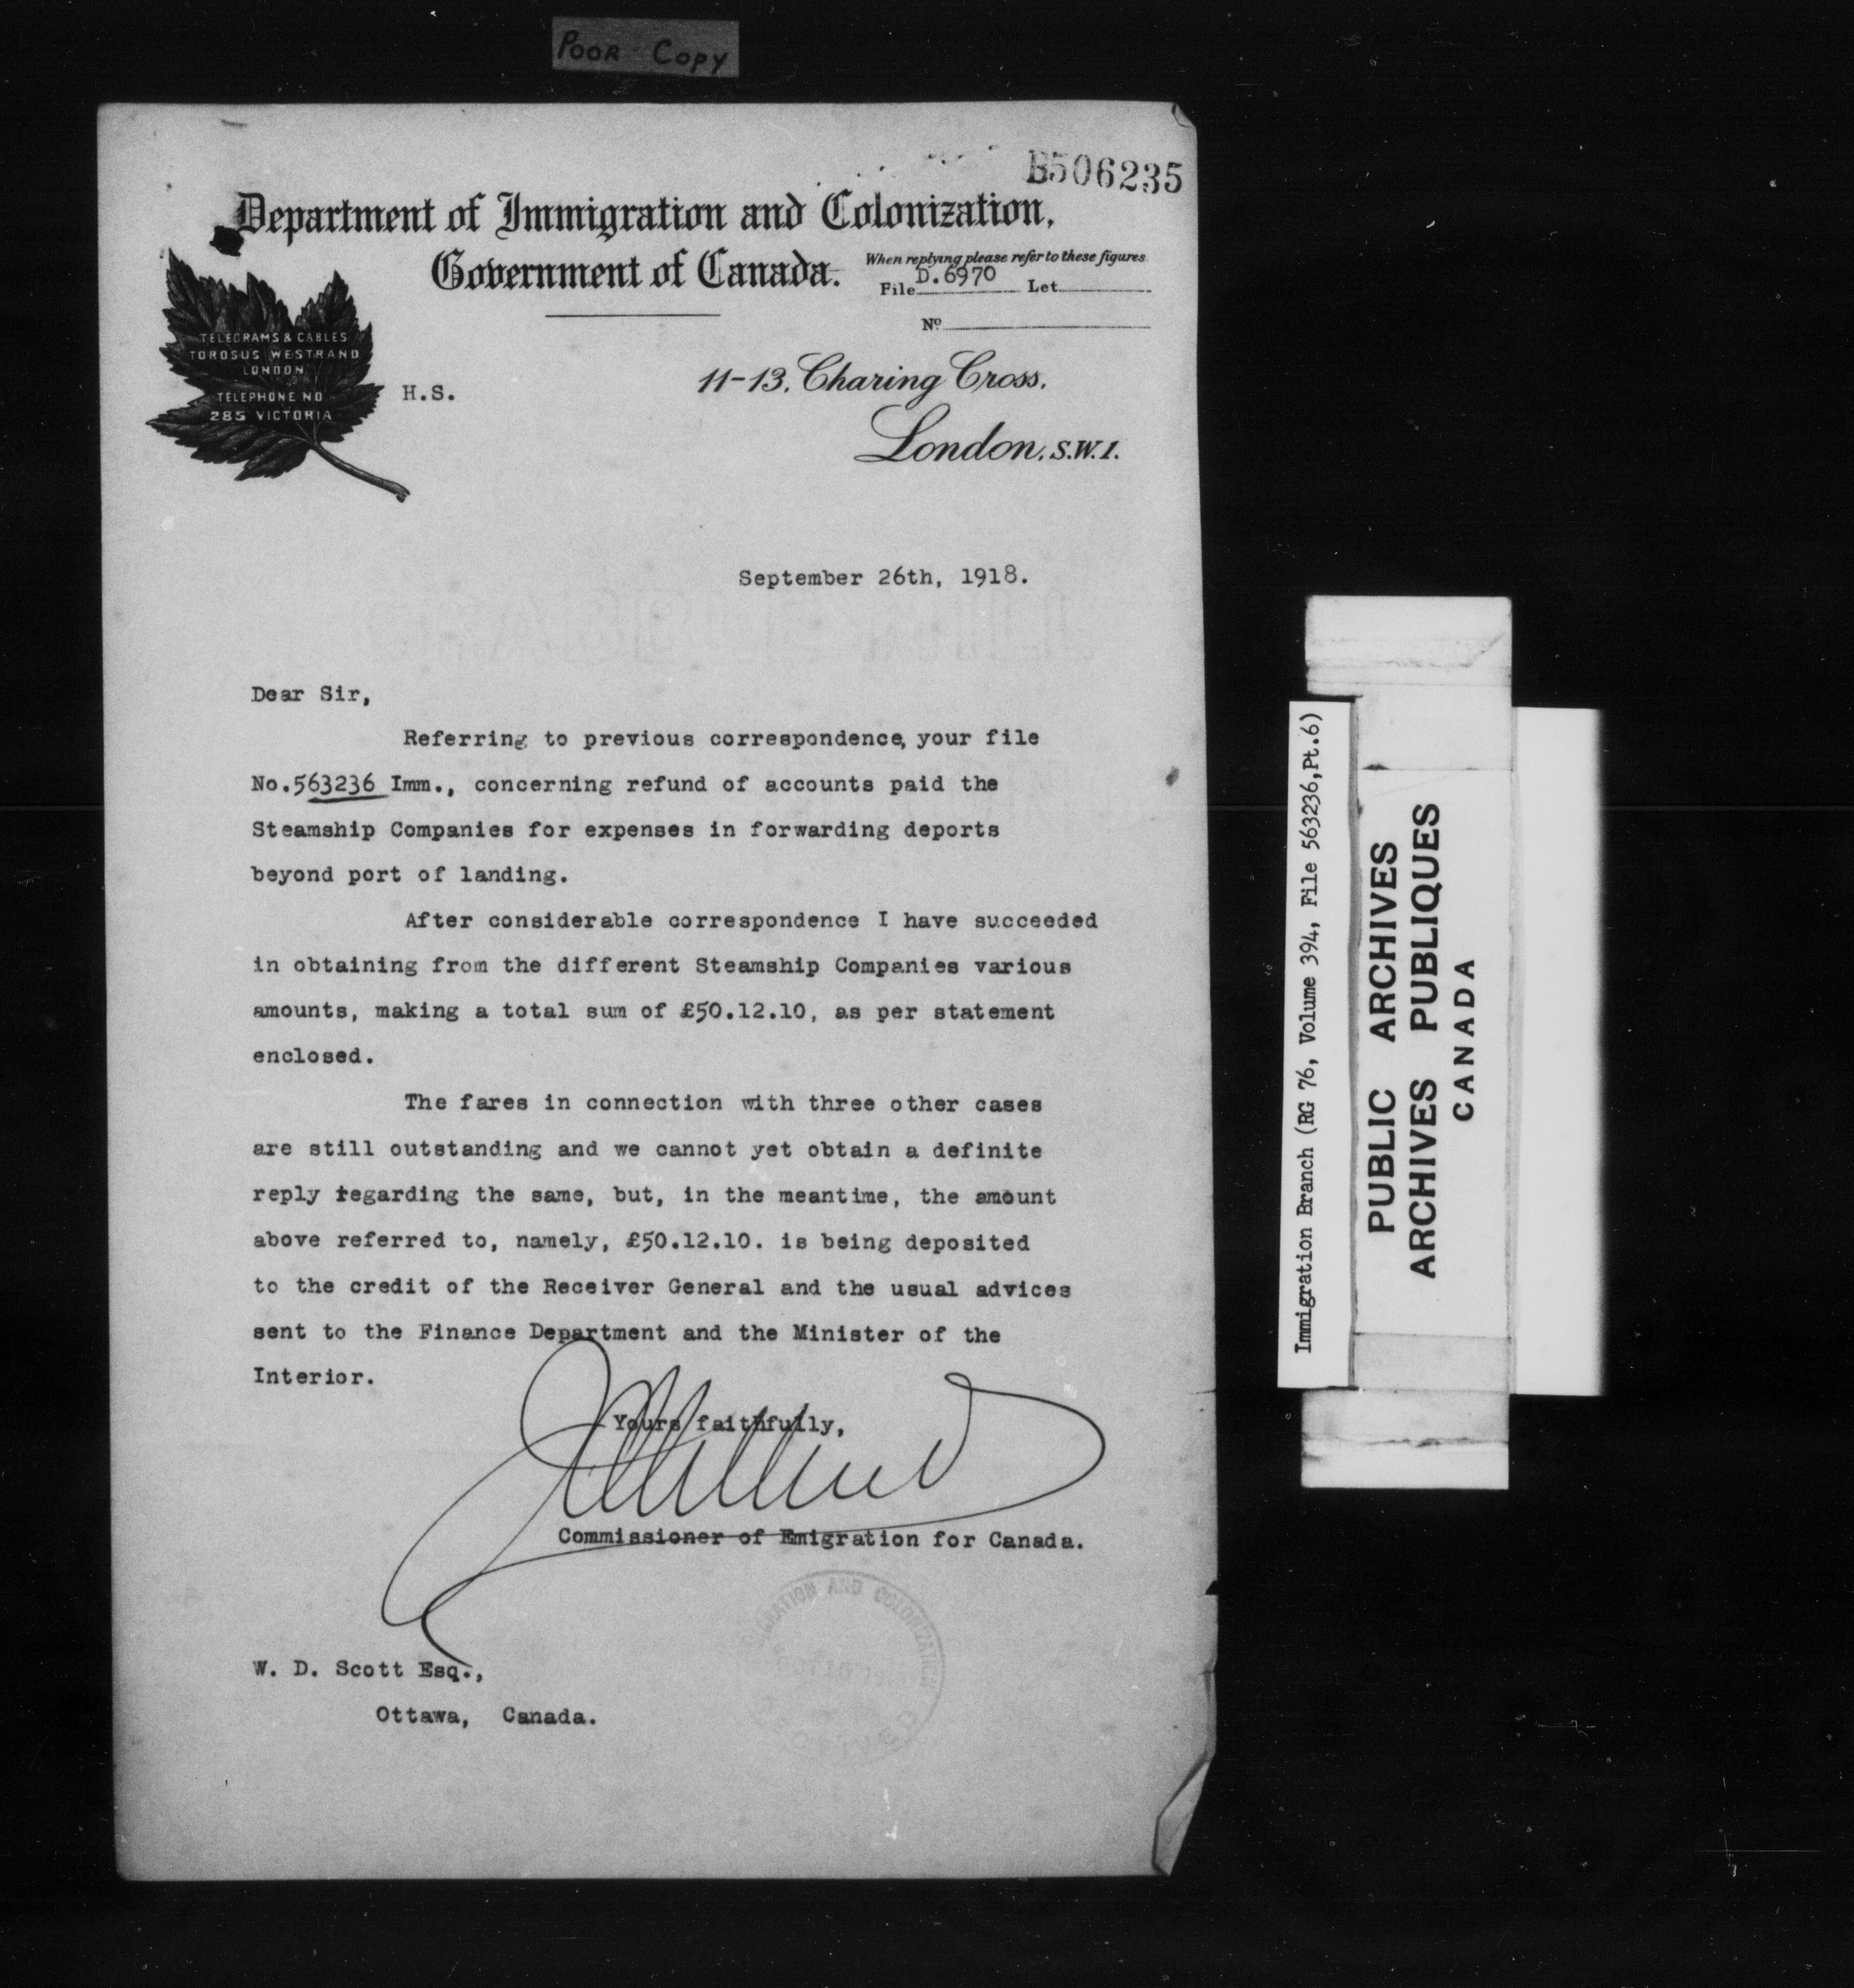 POOR COPY
B506235
Department of Immigration and Colonization,
Government of Canada.
When replying please refer to these figures
File D.6970 Let
No
TELEGRAMS & CABLES
TOROSUS WESTRAND
LONDON
TELEPHONE NO
285 VICTORIA
H.S.
11-13, Charing Cross,
London, S.W.1.
September 26th, 1918.
Dear Sir,
Referring to previous correspondence, your file
No.563236 Imm., concerning refund of accounts paid the
Steamship Companies for expenses in forwarding deports
beyond port of landing.
After considerable correspondence I have succeeded
in obtaining from the different Steamship Companies various
amounts, making a total sum of £50.12.10, as per statement
enclosed.
The fares in connection with three other cases
are still outstanding and we cannot yet obtain a definite
reply regarding the same, but, in the meantime, the amount
above referred to, namely, £50.12.10. is being deposited
to the credit of the Receiver General and the usual advices
sent to the Finance Department and the Minister of the
Interior.
Yours faithfully,
Commissioner of Emigration for Canada.
AND COLONIZATION
W. D. Scott Esq.,
Ottawa, Canada.
Immigration Branch (RG 76, Volume 394, File 563236,Pt.6)
PUBLIC ARCHIVES
ARCHIVES PUBLIQUES
CANADA